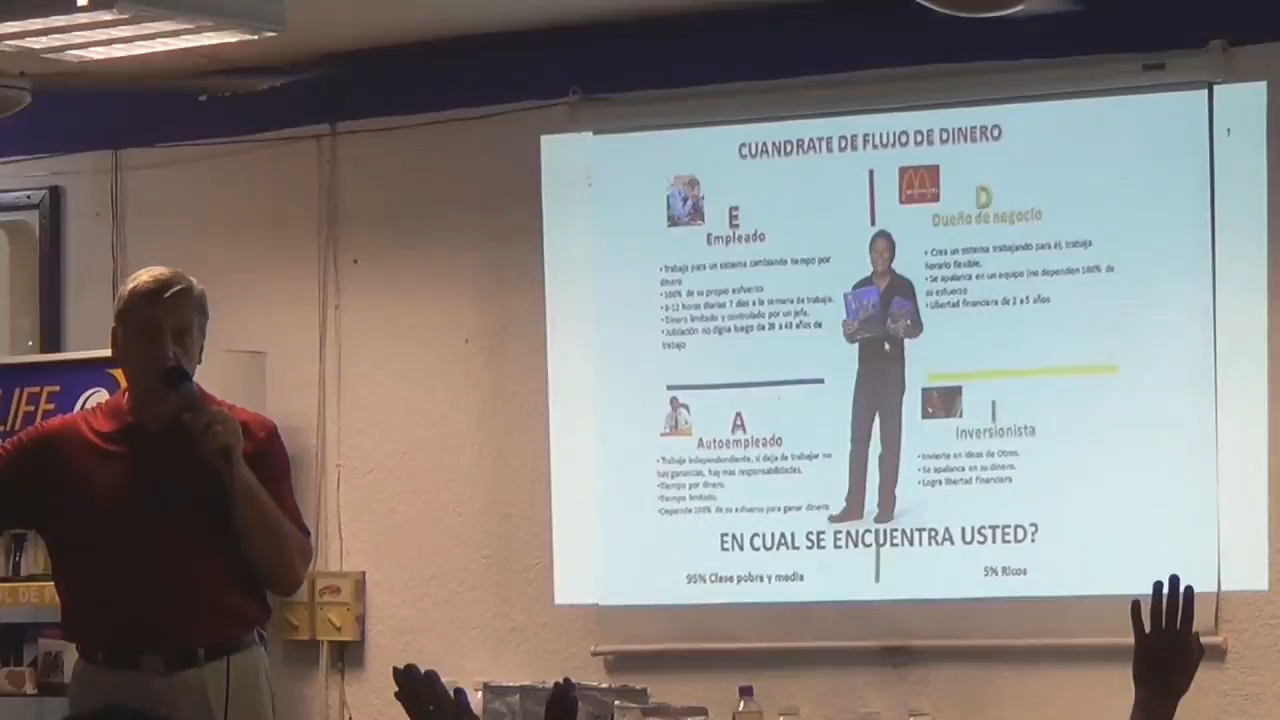 CUANDRATE DE FLUJO DE DINERO
1
E
Empleado
• Trabaja para un sistema cambiando tiempo por
dinero
• 100% de su propio esfuerzo
• 8-12 horas diarias 7 días a la semana de trabajo.
• Dinero limitado y controlado por un jefe.
• Jubilación no digna luego de
años de
trabajo
D
Dueño de negocio
• Crea un sistema trabajando para él, trabaja
horario flexible.
• Se apalanca en un equipo (no dependen 100% de
su esfuerzo
• Libertad financiera de 2 a 5 años
A
Autoempleado
• Trabaja independiente, si deja de trabajar no
hay ganancias, hay mas responsabilidades.
• Tiempo por dinero.
• Tiempo limitado.
• Depende 100% de su esfuerzo para ganar dinero
I
Inversionista
• Invierte en ideas de Otros.
• Se apalanca en su dinero.
• Logra libertad financiera
EN CUAL SE ENCUENTRA USTED?
95% Clase pobre y media
5% Ricos
LIFE
OL DE